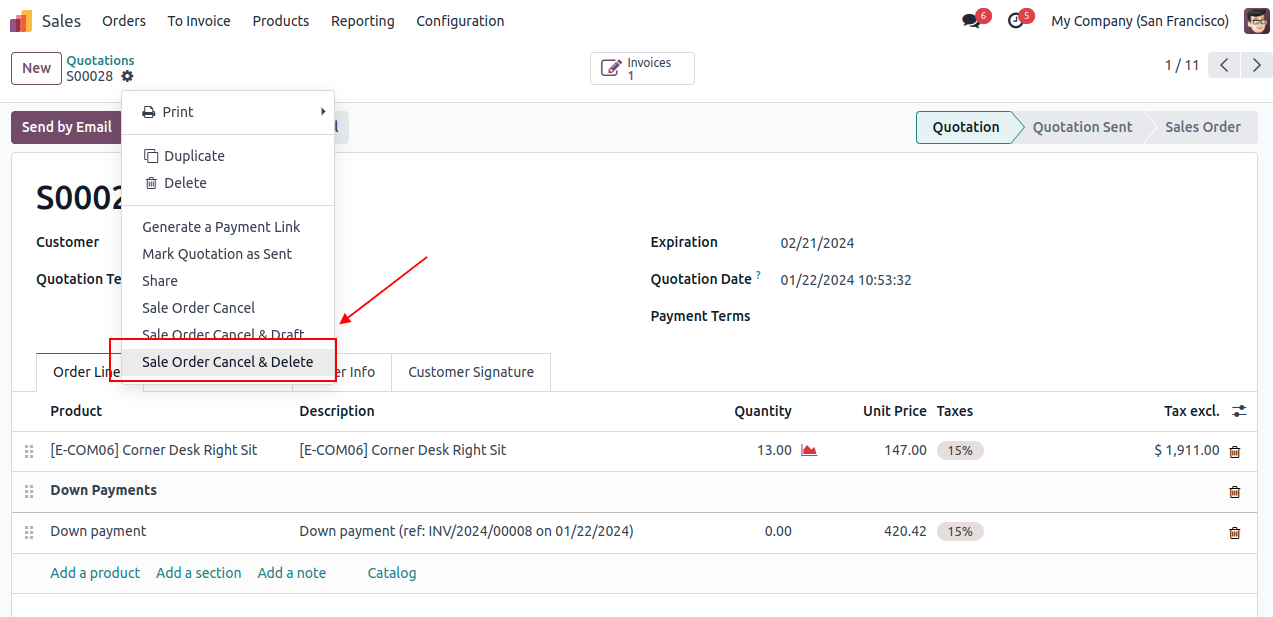 Sales Orders To Invoice Products Reporting Configuration 6 5 My Company (San Francisco)
New Quotations
S00028
Invoices
1
1 / 11
Print
Send by Email
Quotation Quotation Sent Sales Order
Duplicate
Delete
S0002
Generate a Payment Link
Customer
Expiration 02/21/2024
Mark Quotation as Sent
Quotation Te
Share
Quotation Date ? 01/22/2024 10:53:32
Sale Order Cancel
Payment Terms
Sale Order Cancel & Draft
Sale Order Cancel & Delete
Order Line
er Info
Customer Signature
Product Description Quantity Unit Price Taxes Tax excl.
[E-COM06] Corner Desk Right Sit [E-COM06] Corner Desk Right Sit 13.00 147.00 15% $ 1,911.00
Down Payments
Down payment Down payment (ref: INV/2024/00008 on 01/22/2024) 0.00 420.42 15%
Add a product Add a section Add a note Catalog